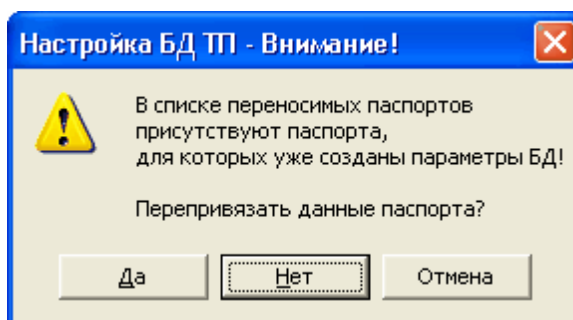 Настройка БД ТП - Внимание!
В списке переносимых паспортов
присутствуют паспорта,
для которых уже созданы параметры БД!
Перепривязать данные паспорта?
Да
Нет
Отмена